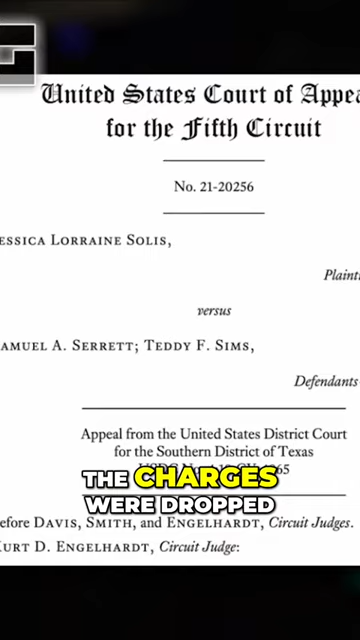 United States Court of Appea
for the Fifth Circuit
No. 21-20256
essica Lorraine Solis,
Plainti
versus
amuel A. Serrett; Teddy F. Sims,
Defendants
Appeal from the United States District Court
for the Southern District of Texas
THE CHARGES
WERE DROPPED
efore Davis, Smith, and Engelhardt, Circuit Judges.
urt D. Engelhardt, Circuit Judge: